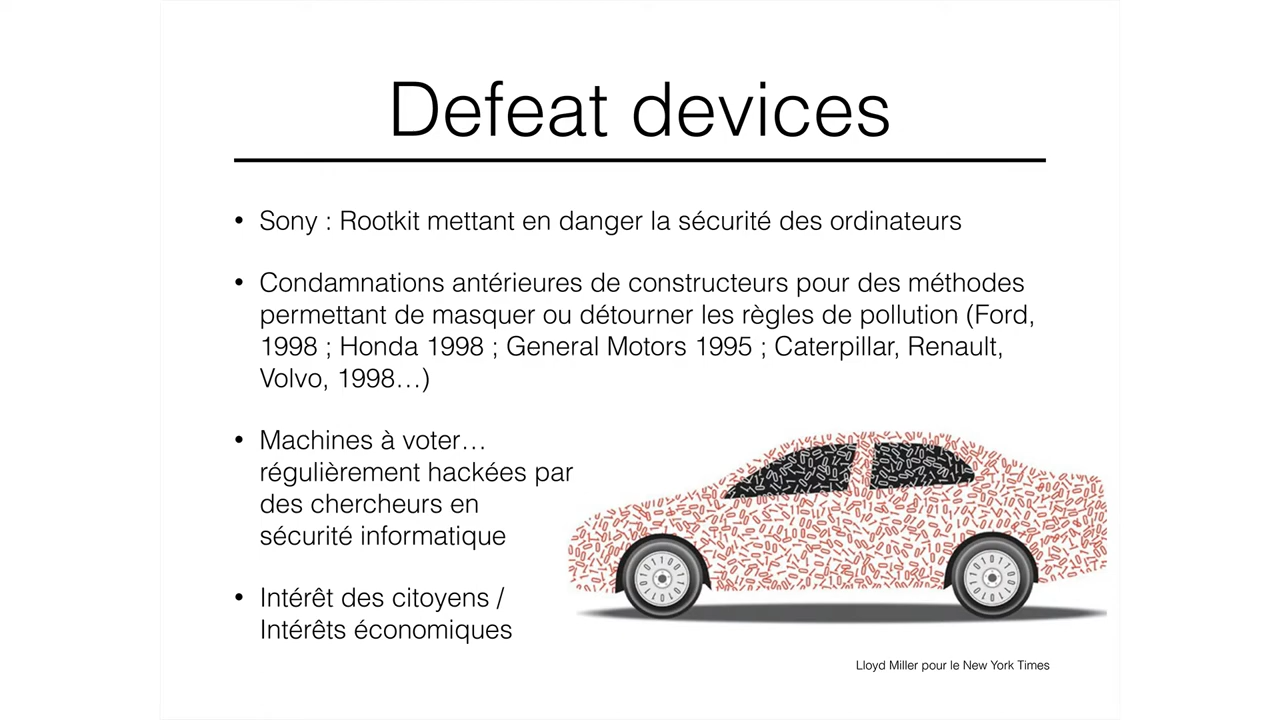 Defeat devices
• Sony : Rootkit mettant en danger la sécurité des ordinateurs
• Condamnations antérieures de constructeurs pour des méthodes
permettant de masquer ou détourner les règles de pollution (Ford,
1998 ; Honda 1998 ; General Motors 1995 ; Caterpillar, Renault,
Volvo, 1998…)
• Machines à voter…
régulièrement hackées par
des chercheurs en
sécurité informatique
• Intérêt des citoyens /
Intérêts économiques
Lloyd Miller pour le New York Times